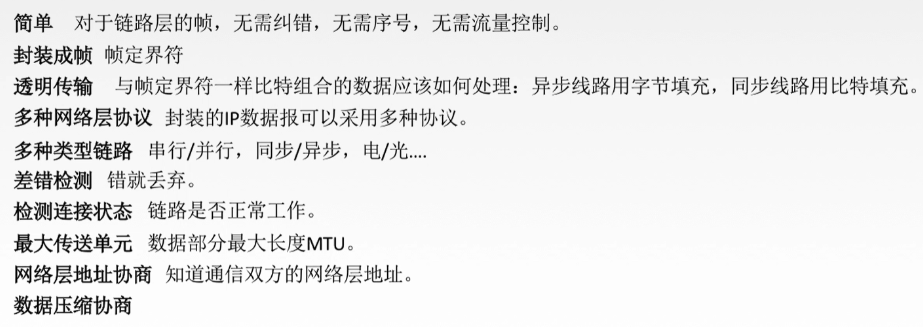 简单 对于链路层的帧，无需纠错，无需序号，无需流量控制。
封装成帧 帧定界符
透明传输 与帧定界符一样比特组合的数据应该如何处理：异步线路用字节填充，同步线路用比特填充。
多种网络层协议 封装的IP数据报可以采用多种协议。
多种类型链路 串行/并行，同步/异步，电/光....
差错检测 错就丢弃。
检测连接状态 链路是否正常工作。
最大传送单元 数据部分最大长度MTU。
网络层地址协商 知道通信双方的网络层地址。
数据压缩协商